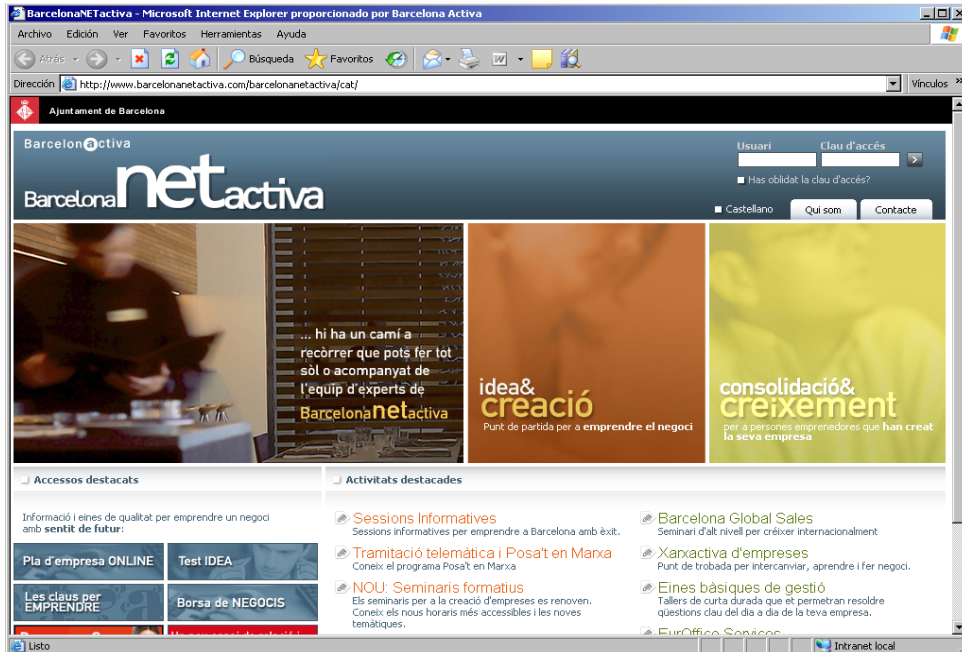 BarcelonaNETactiva - Microsoft Internet Explorer proporcionado por Barcelona Activa
Archivo Edición Ver Favoritos Herramientas Ayuda
Atrás Búsqueda Favoritos
Dirección http://www.barcelonanetactiva.com/barcelonanetactiva/cat/ Vínculos
Ajuntament de Barcelona
Barcelonactiva
Barcelona netactiva
Usuari Clau d'accés
Has oblidat la clau d'accés?
Castellano Qui som Contacte
... hi ha un camí a
recòrrer que pots fer tot
sòl o acompanyat de
l'equip d'experts de
Barcelonanetactiva
idea&
creació
Punt de partida per a emprendre el negoci
consolidació&
creixement
per a persones emprenedores que han creat
la seva empresa
Accessos destacats
Informació i eines de qualitat per emprendre un negoci
amb sentit de futur:
Pla d'empresa ONLINE
Test IDEA
Les claus per
EMPRENDRE
Borsa de NEGOCIS
Activitats destacades
Sessions Informatives
Sessions informatives per emprendre a Barcelona amb èxit.
Tramitació telemàtica i Posa't en Marxa
Coneix el programa Posa't en Marxa
NOU: Seminaris formatius
Els seminaris per a la creació d'empreses es renoven.
Coneix els nous horaris més accessibles i les noves
temàtiques.
Barcelona Global Sales
Seminari d'alt nivell per créixer internacionalment
Xarxactiva d'empreses
Punt de trobada per intercanviar, aprendre i fer negoci.
Eines bàsiques de gestió
Tallers de curta durada que et permetran resoldre
qüestions clau del dia a dia de la teva empresa.
EurOffice Services
Listo Intranet local